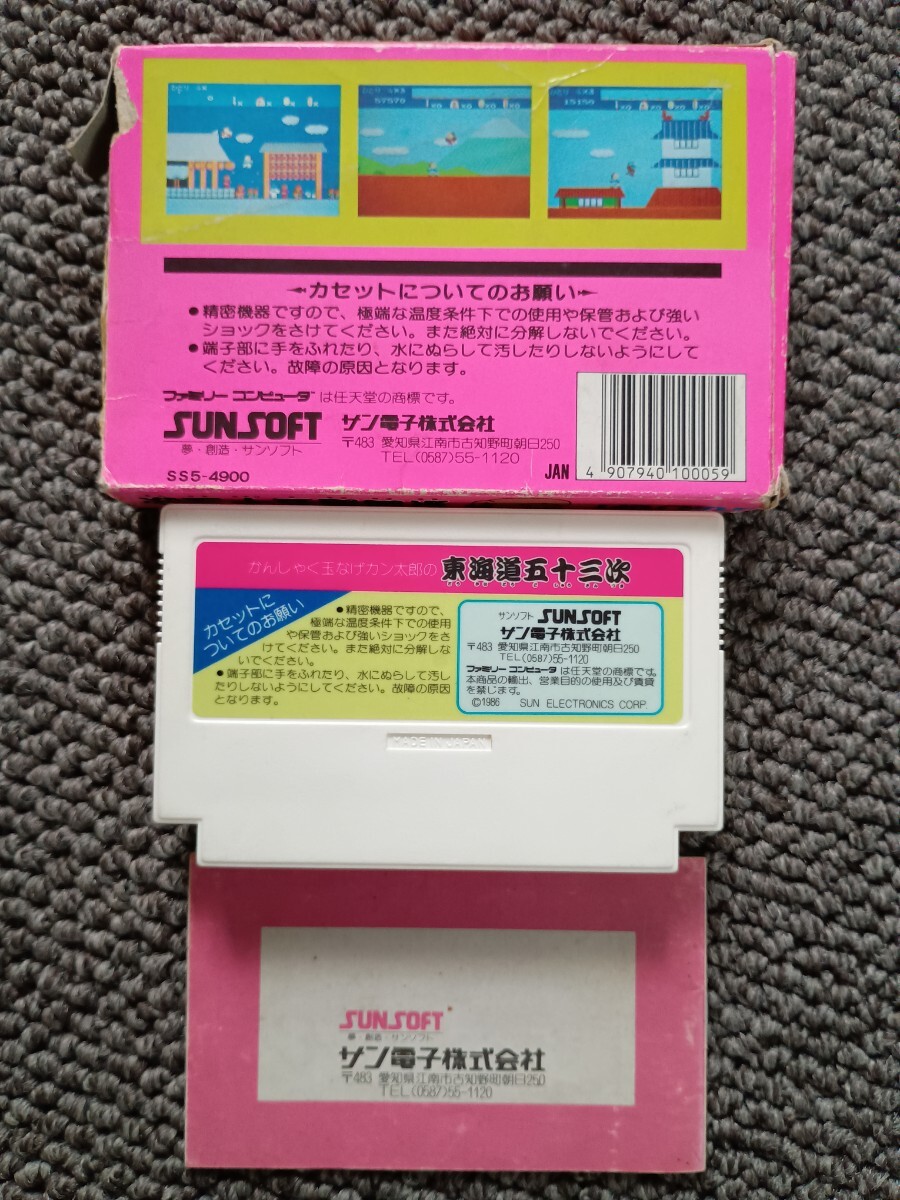 57570
15150
カセットについてのお願い
●精密機器ですので、極端な温度条件下での使用や保管および強い
ショックをさけてください。また絶対に分解しないでください。
●端子部に手をふれたり、水にぬらして汚したりしないようにして
ください。故障の原因となります。
ファミリーコンピュータ™は任天堂の商標です。
SUNSOFT サン電子株式会社
夢・創造・サンソフト 〒483 愛知県江南市古知野町朝日250
TEL(0587)55-1120
SS5-4900
JAN 4 907940 100059
かんしゃく玉なげカン太郎の 東海道五十三次
カセットに
ついてのお願い
●精密機器ですので、
極端な温度条件下での使用
や保管および強いショックをさ
けてください。また絶対に分解しな
いでください。
●端子部に手をふれたり、水にぬらして汚し
たりしないようにしてください。故障の原因
となります。
サンソフト SUNSOFT
サン電子株式会社
〒483 愛知県江南市古知野町朝日250
TEL(0587)55-1120
ファミリーコンピュータは任天堂の商標です。
本商品の輸出、営業目的の使用及び賃貸
を禁じます。
©1986 SUN ELECTRONICS CORP.
MADE IN JAPAN
SUNSOFT
夢・創造・サンソフト
サン電子株式会社
〒483 愛知県江南市古知野町朝日250
TEL(0587)55-1120